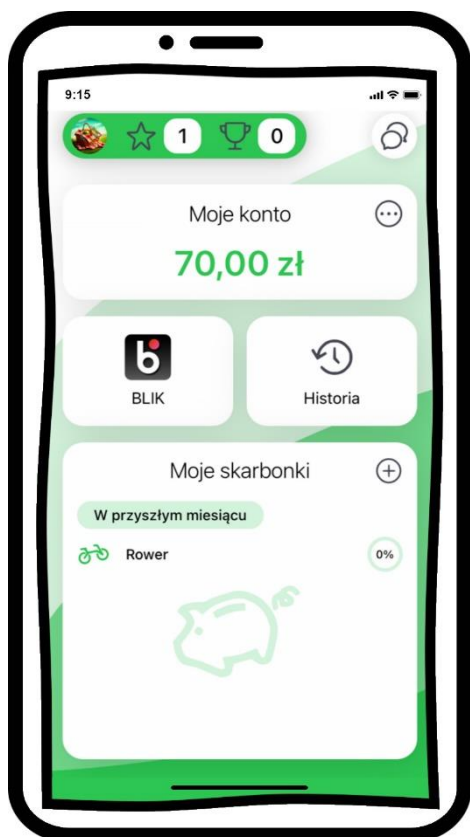 9:15
1 0
Moje konto
70,00 zł
BLIK
Historia
Moje skarbonki
W przyszłym miesiącu
Rower 0%